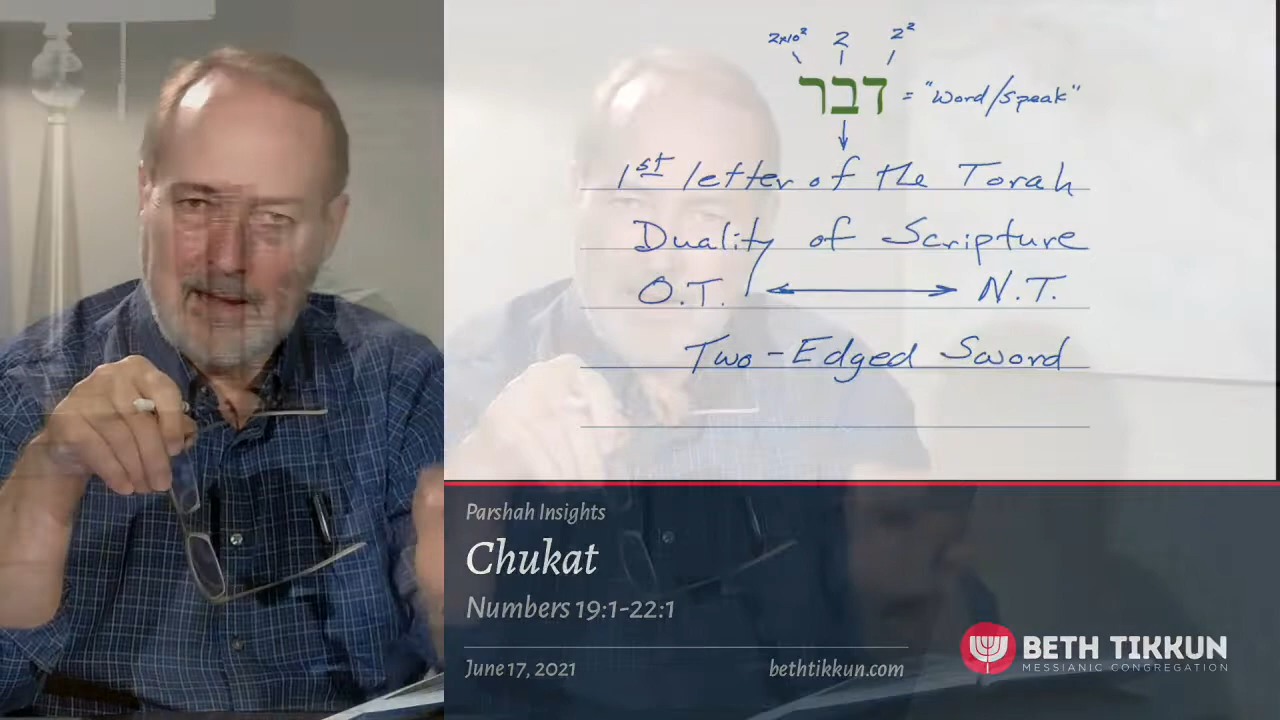 2x10² 2 2²
דבר = "Word/Speak"
1st letter of the Torah
Duality of Scripture
O.T. N.T.
Two-Edged Sword
Parshah Insights
Chukat
Numbers 19:1-22:1
June 17, 2021
bethtikkun.com
BETH TIKKUN
MESSIANIC CONGREGATION